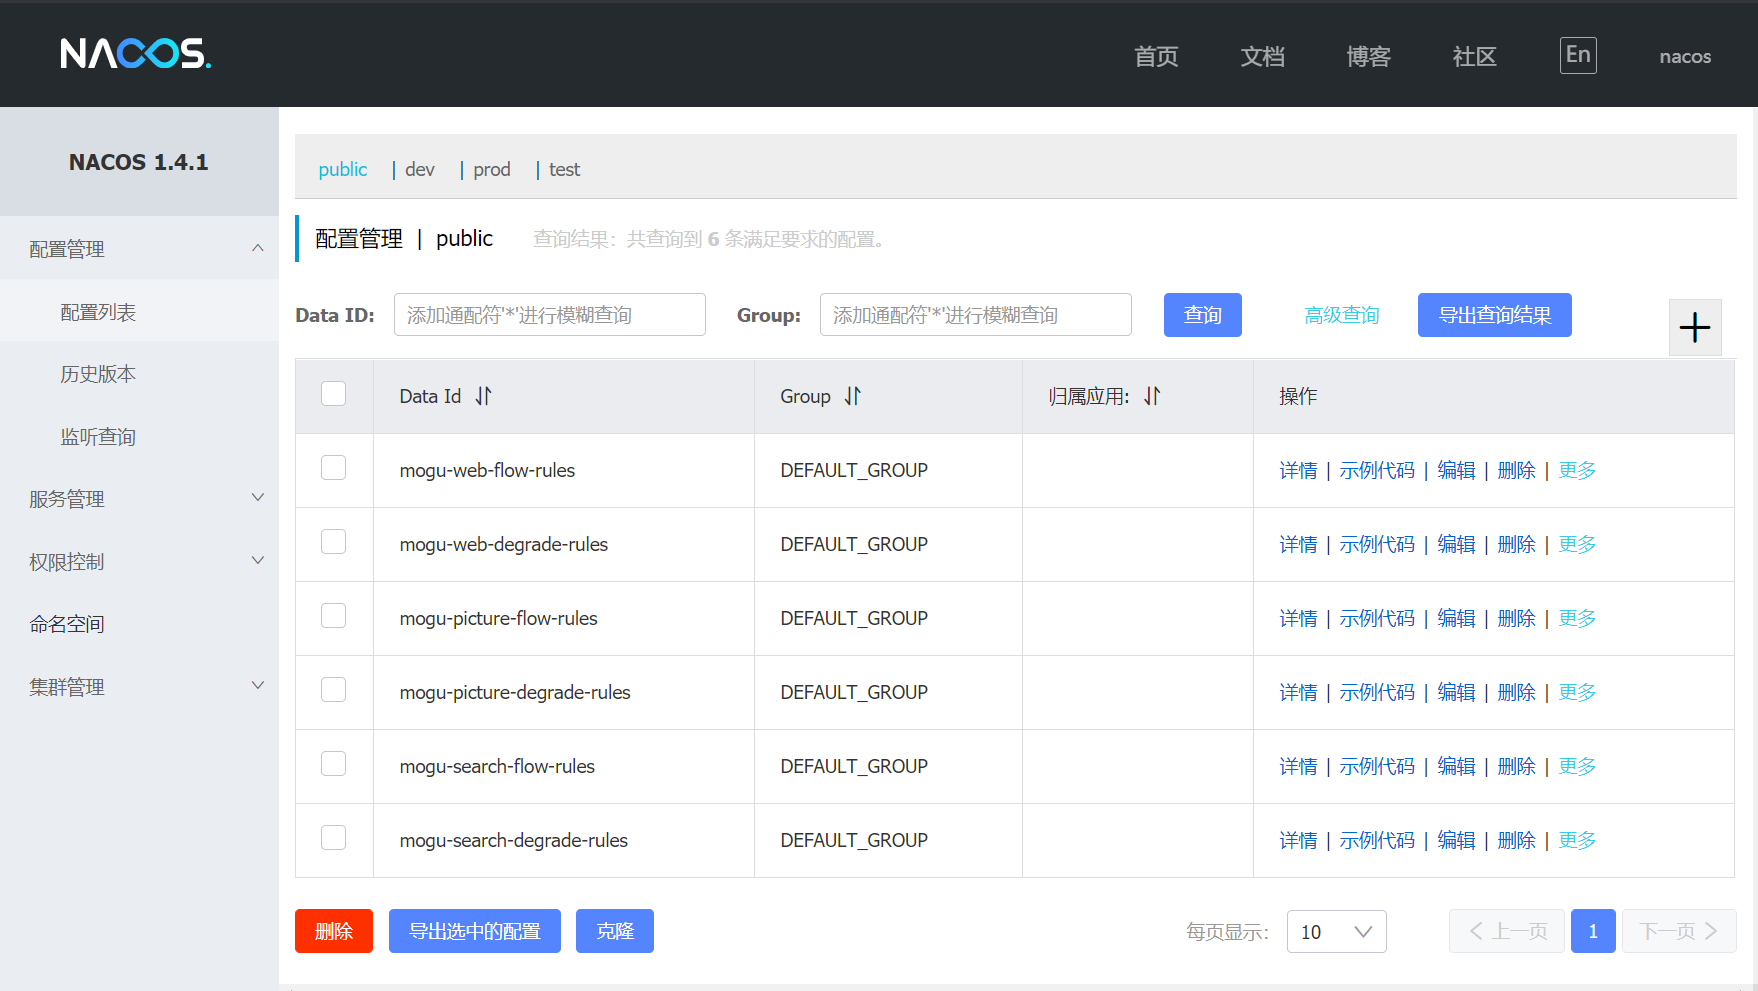 NACOS.
首页 文档 博客 社区 En nacos
NACOS 1.4.1
配置管理
配置列表
历史版本
监听查询
服务管理
权限控制
命名空间
集群管理
public | dev | prod | test
配置管理 | public 查询结果：共查询到 6 条满足要求的配置。
Data ID: 添加通配符'*'进行模糊查询 Group: 添加通配符'*'进行模糊查询 查询 高级查询 导出查询结果 +
Data Id Group 归属应用: 操作
mogu-web-flow-rules DEFAULT_GROUP 详情 | 示例代码 | 编辑 | 删除 | 更多
mogu-web-degrade-rules DEFAULT_GROUP 详情 | 示例代码 | 编辑 | 删除 | 更多
mogu-picture-flow-rules DEFAULT_GROUP 详情 | 示例代码 | 编辑 | 删除 | 更多
mogu-picture-degrade-rules DEFAULT_GROUP 详情 | 示例代码 | 编辑 | 删除 | 更多
mogu-search-flow-rules DEFAULT_GROUP 详情 | 示例代码 | 编辑 | 删除 | 更多
mogu-search-degrade-rules DEFAULT_GROUP 详情 | 示例代码 | 编辑 | 删除 | 更多
删除 导出选中的配置 克隆 每页显示: 10 上一页 1 下一页